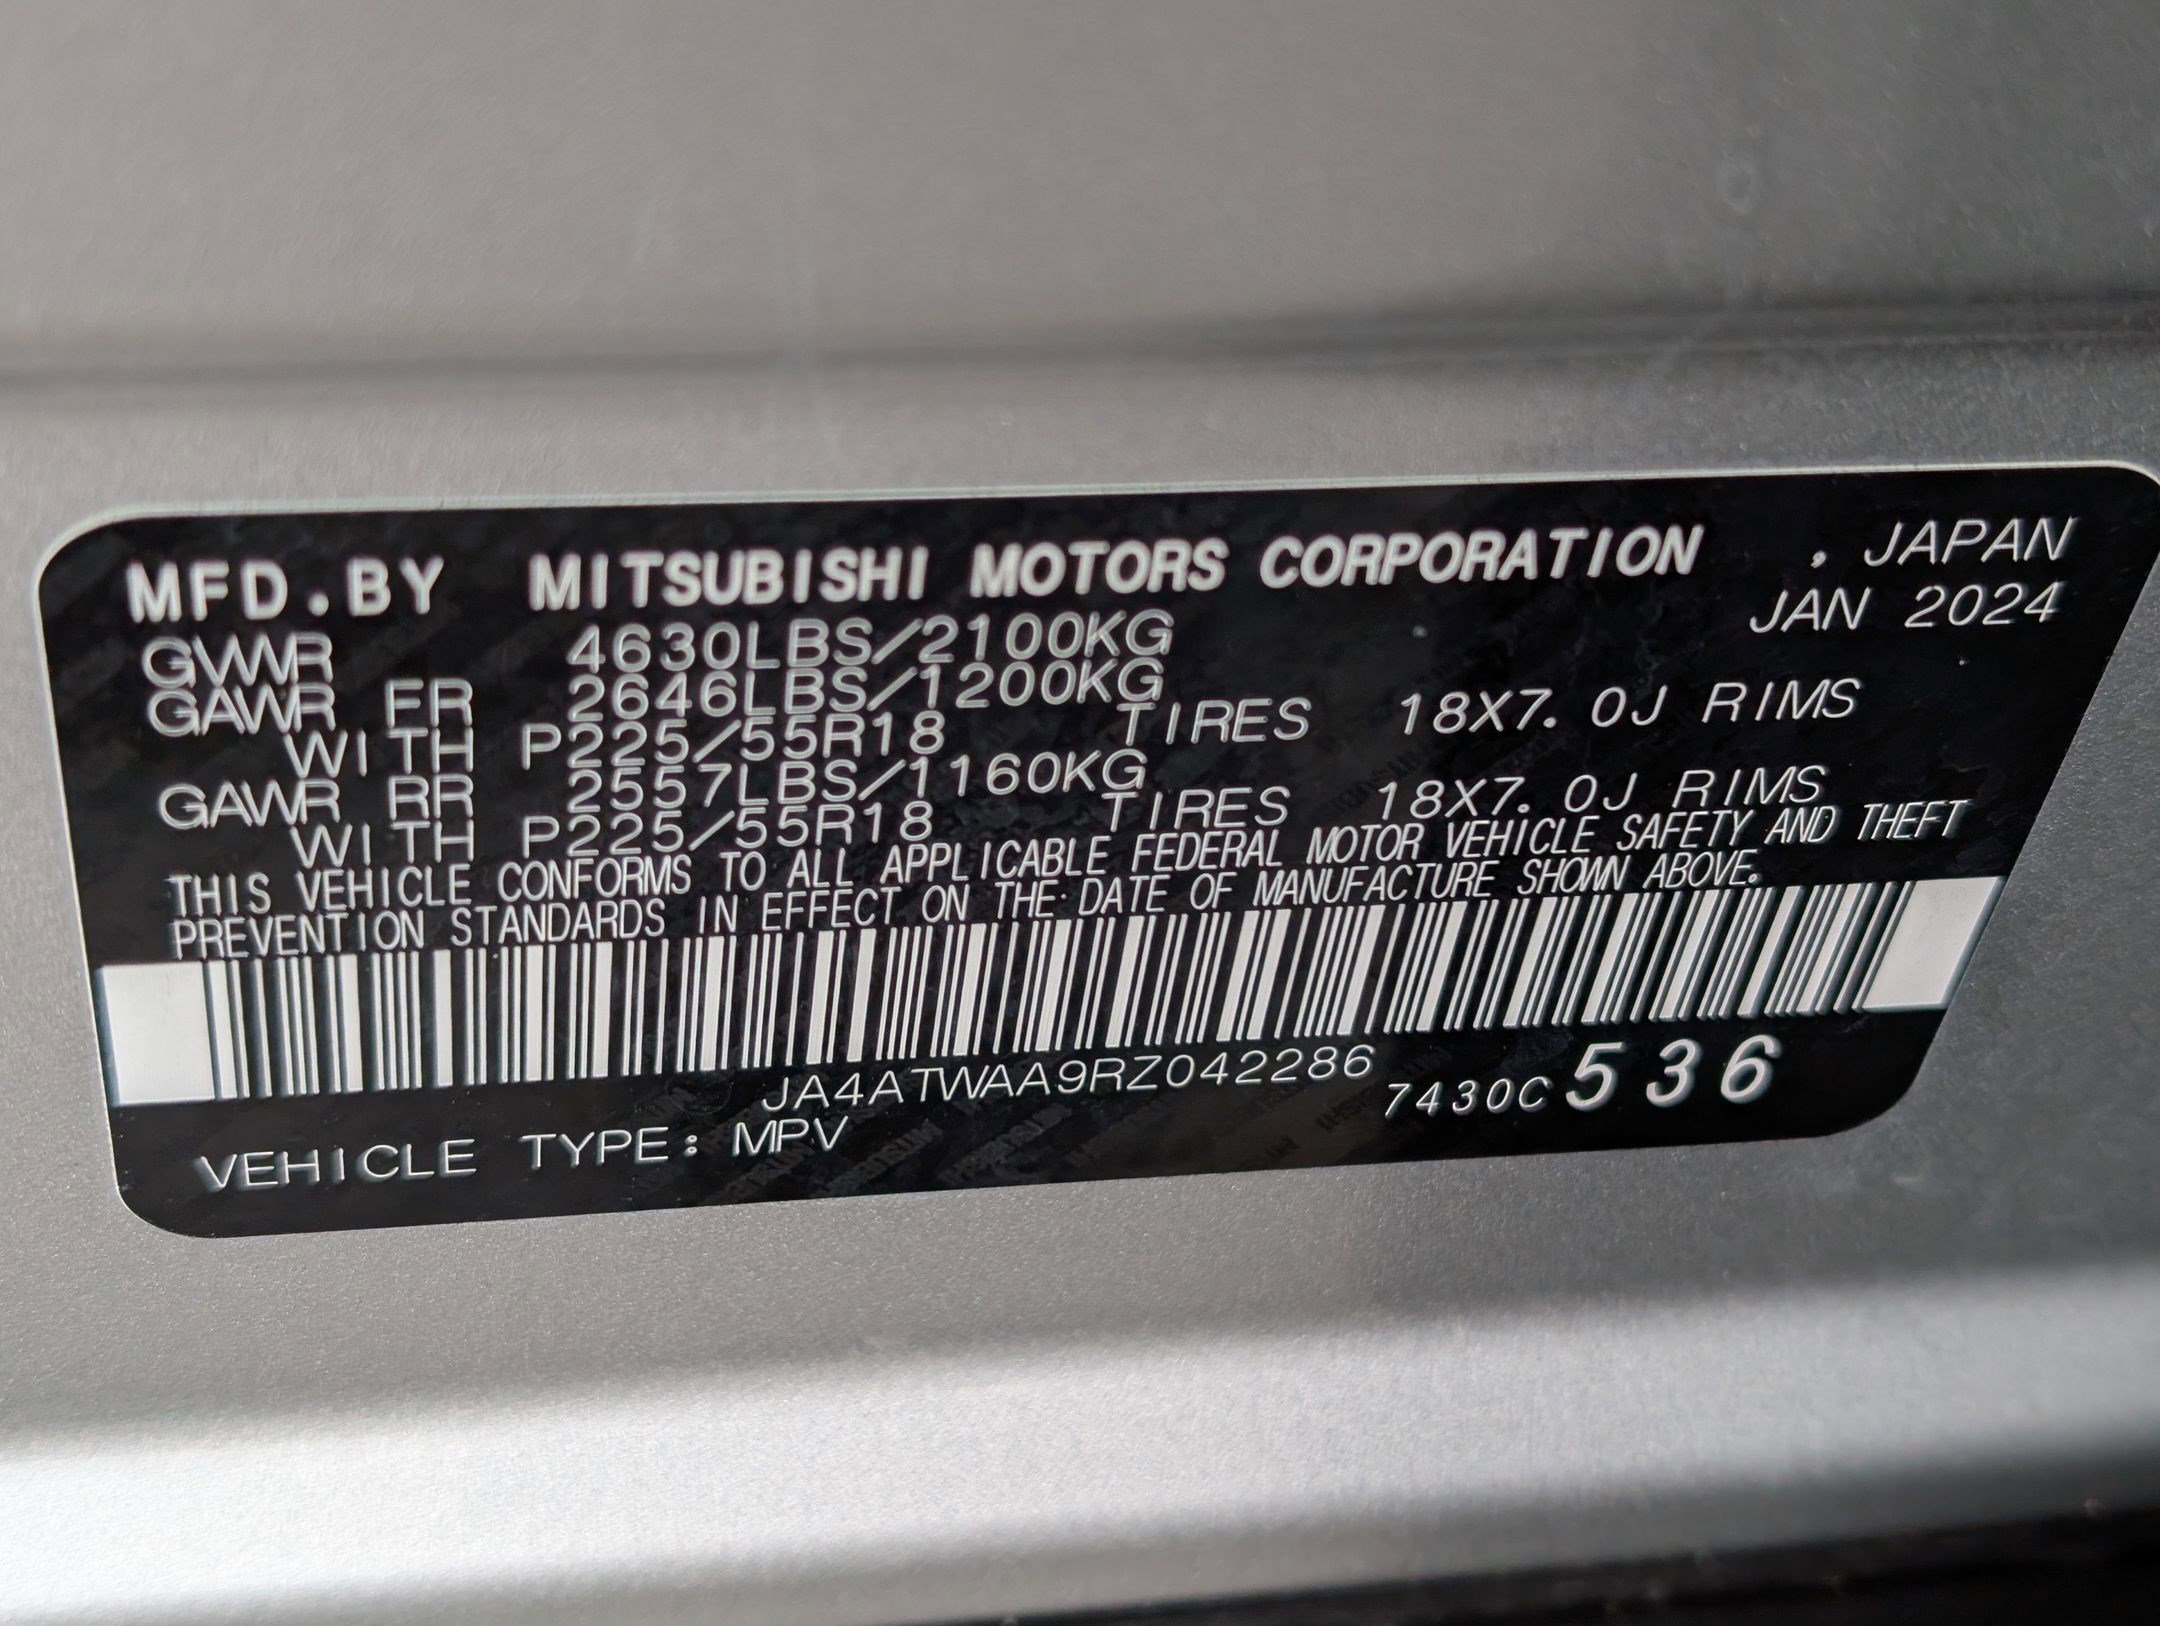 MFD.BY MITSUBISHI MOTORS CORPORATION , JAPAN
JAN 2024
GVWR 4630LBS/2100KG
GAWR FR 2646LBS/1200KG
WITH P225/55R18 TIRES 18X7.0J RIMS
GAWR RR 2557LBS/1160KG
WITH P225/55R18 TIRES 18X7.0J RIMS
THIS VEHICLE CONFORMS TO ALL APPLICABLE FEDERAL MOTOR VEHICLE SAFETY AND THEFT
PREVENTION STANDARDS IN EFFECT ON THE DATE OF MANUFACTURE SHOWN ABOVE.
JA4ATWAA9RZ042286
7430C 536
VEHICLE TYPE: MPV